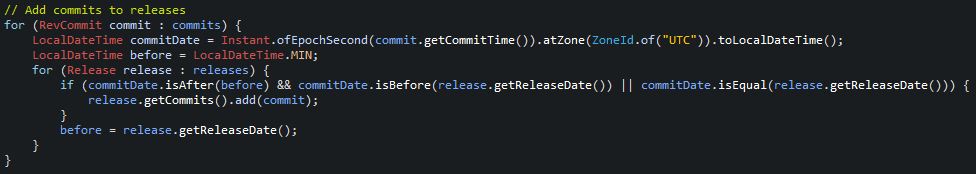 // Add commits to releases
for (RevCommit commit : commits) {
    LocalDateTime commitDate = Instant.ofEpochSecond(commit.getCommitTime()).atZone(ZoneId.of("UTC")).toLocalDateTime();
    LocalDateTime before = LocalDateTime.MIN;
    for (Release release : releases) {
        if (commitDate.isAfter(before) && commitDate.isBefore(release.getReleaseDate()) || commitDate.isEqual(release.getReleaseDate())) {
            release.getCommits().add(commit);
        }
        before = release.getReleaseDate();
    }
}